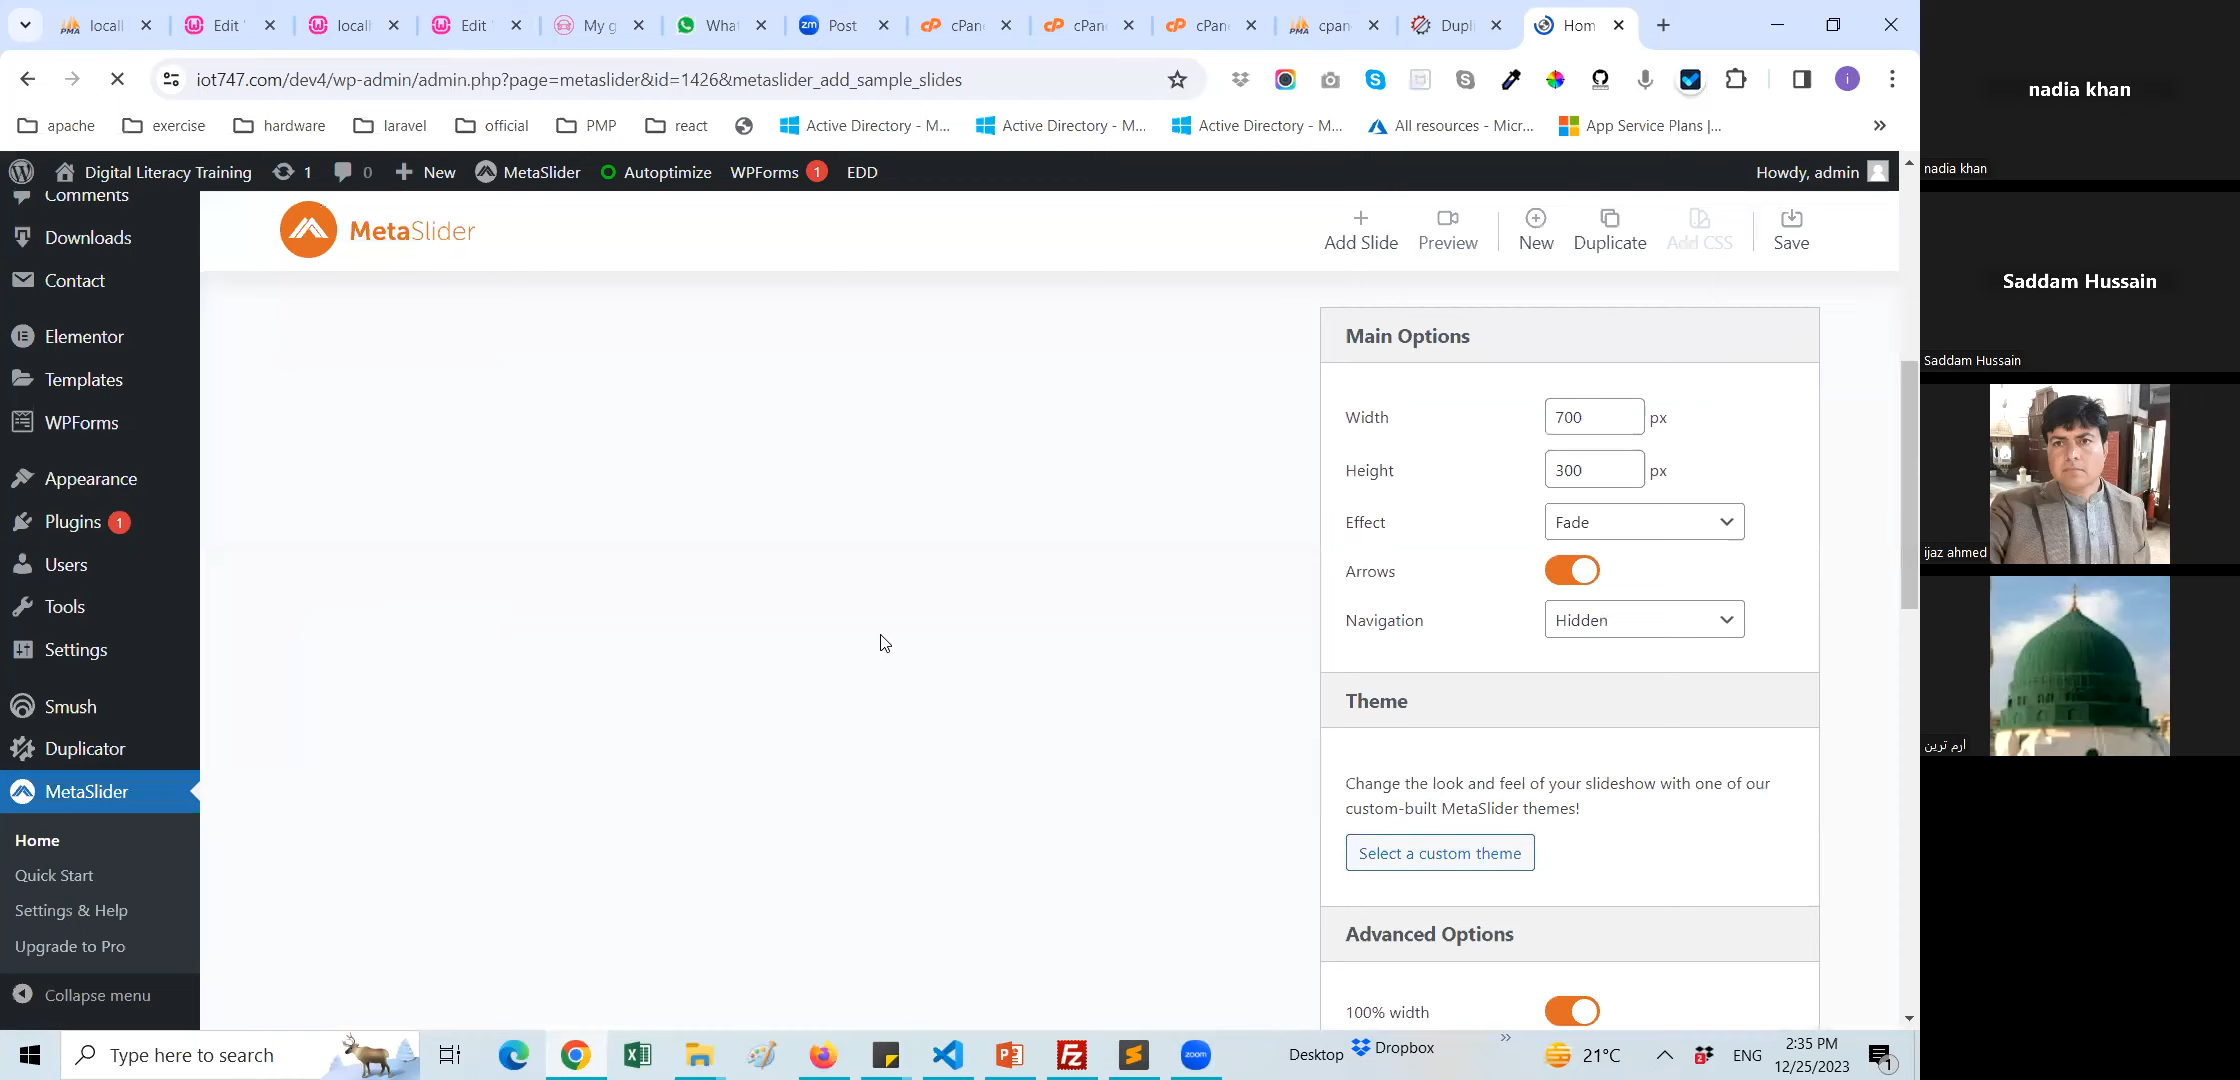 locall
Edit
locall
Edit
My g
What
zm Post
cPan
cPan
cPan
cpan
Dupl
Hom
iot747.com/dev4/wp-admin/admin.php?page=metaslider&id=1426&metaslider_add_sample_slides
i
apache
exercise
hardware
laravel
official
PMP
react
Active Directory - M...
Active Directory - M...
Active Directory - M...
All resources - Micr...
App Service Plans |...
»
Digital Literacy Training
1
0
New
MetaSlider
Autoptimize
WPForms 1
EDD
Howdy, admin
Comments
Downloads
Contact
Elementor
Templates
WPForms
Appearance
Plugins 1
Users
Tools
Settings
Smush
Duplicator
MetaSlider
Home
Quick Start
Settings & Help
Upgrade to Pro
Collapse menu
MetaSlider
Add Slide
Preview
New
Duplicate
Add CSS
Save
Main Options
Width 700 px
Height 300 px
Effect Fade
Arrows
Navigation Hidden
Theme
Change the look and feel of your slideshow with one of our
custom-built MetaSlider themes!
Select a custom theme
Advanced Options
100% width
nadia khan
nadia khan
Saddam Hussain
Saddam Hussain
ijaz ahmed
ارم ترین
Type here to search
zoom
Desktop
Dropbox
»
21°C
2
ENG
2:35 PM
12/25/2023
1